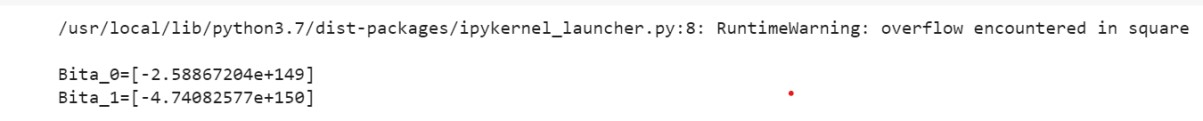 /usr/local/lib/python3.7/dist-packages/ipykernel_launcher.py:8: RuntimeWarning: overflow encountered in square
Bita_0=[-2.58867204e+149]
Bita_1=[-4.74082577e+150]